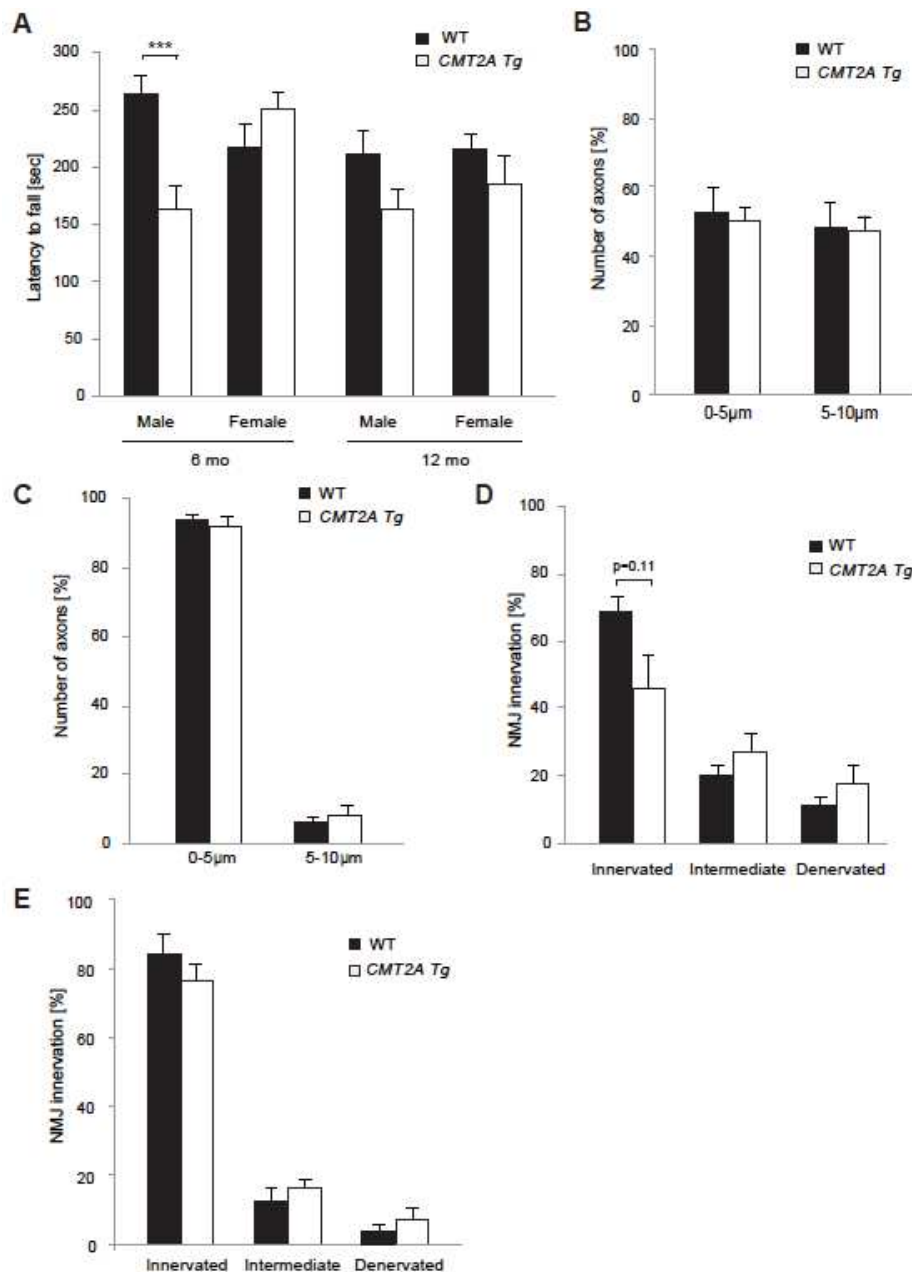 A
***
WT
CMT2A Tg
Latency to fall [sec]
300
250
200
150
100
50
0
Male Female Male Female
6 mo 12 mo
B
WT
CMT2A Tg
Number of axons [%]
100
80
60
40
20
0
0-5µm 5-10µm
C
WT
CMT2A Tg
Number of axons [%]
100
80
60
40
20
0
0-5µm 5-10µm
D
WT
CMT2A Tg
p=0.11
NMJ innervation [%]
100
80
60
40
20
0
Innervated Intermediate Denervated
E
WT
CMT2A Tg
NMJ innervation [%]
100
80
60
40
20
0
Innervated Intermediate Denervated